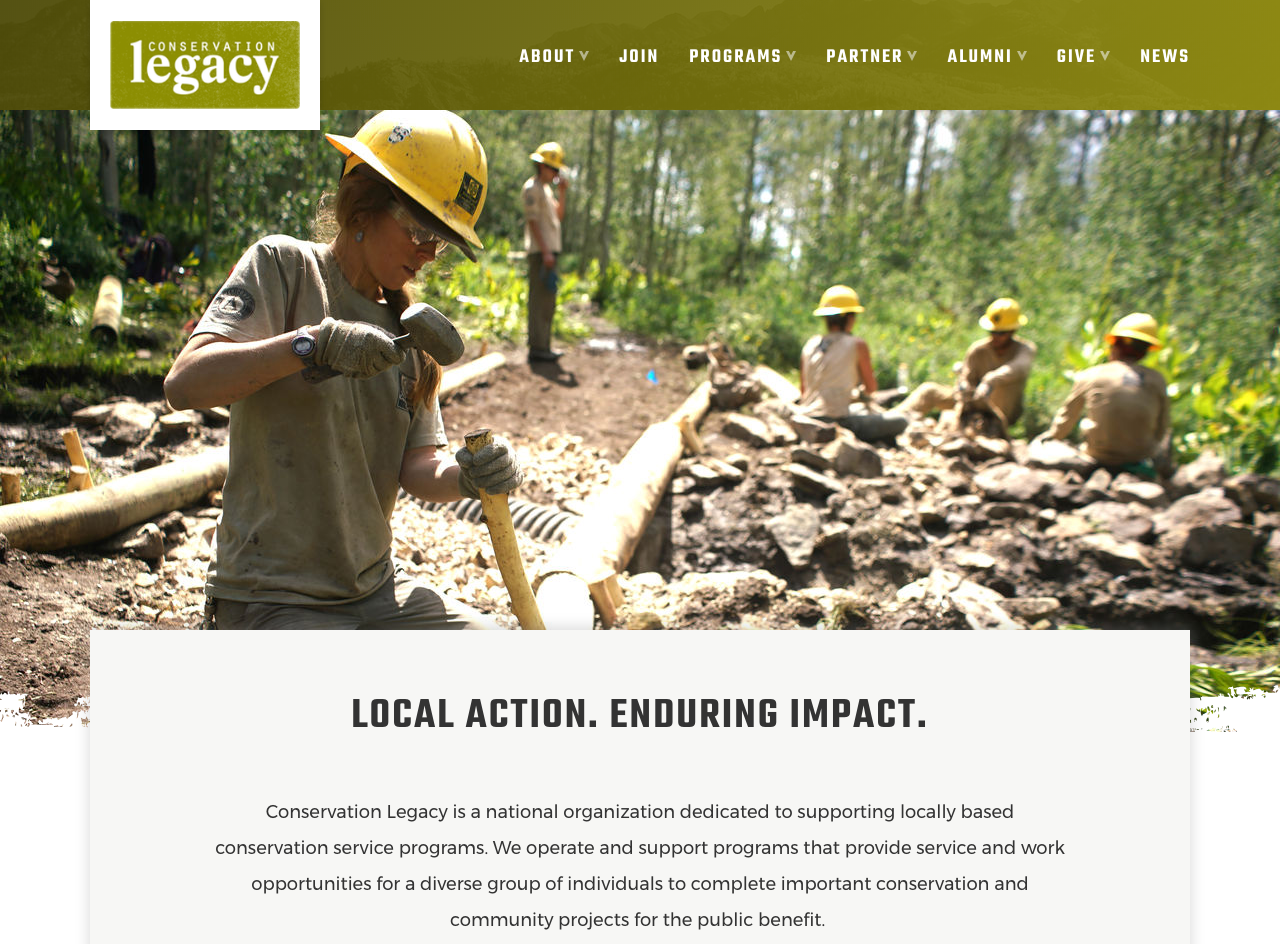 CONSERVATION
legacy
ABOUT JOIN PROGRAMS PARTNER ALUMNI GIVE NEWS
LOCAL ACTION. ENDURING IMPACT.
Conservation Legacy is a national organization dedicated to supporting locally based
conservation service programs. We operate and support programs that provide service and work
opportunities for a diverse group of individuals to complete important conservation and
community projects for the public benefit.